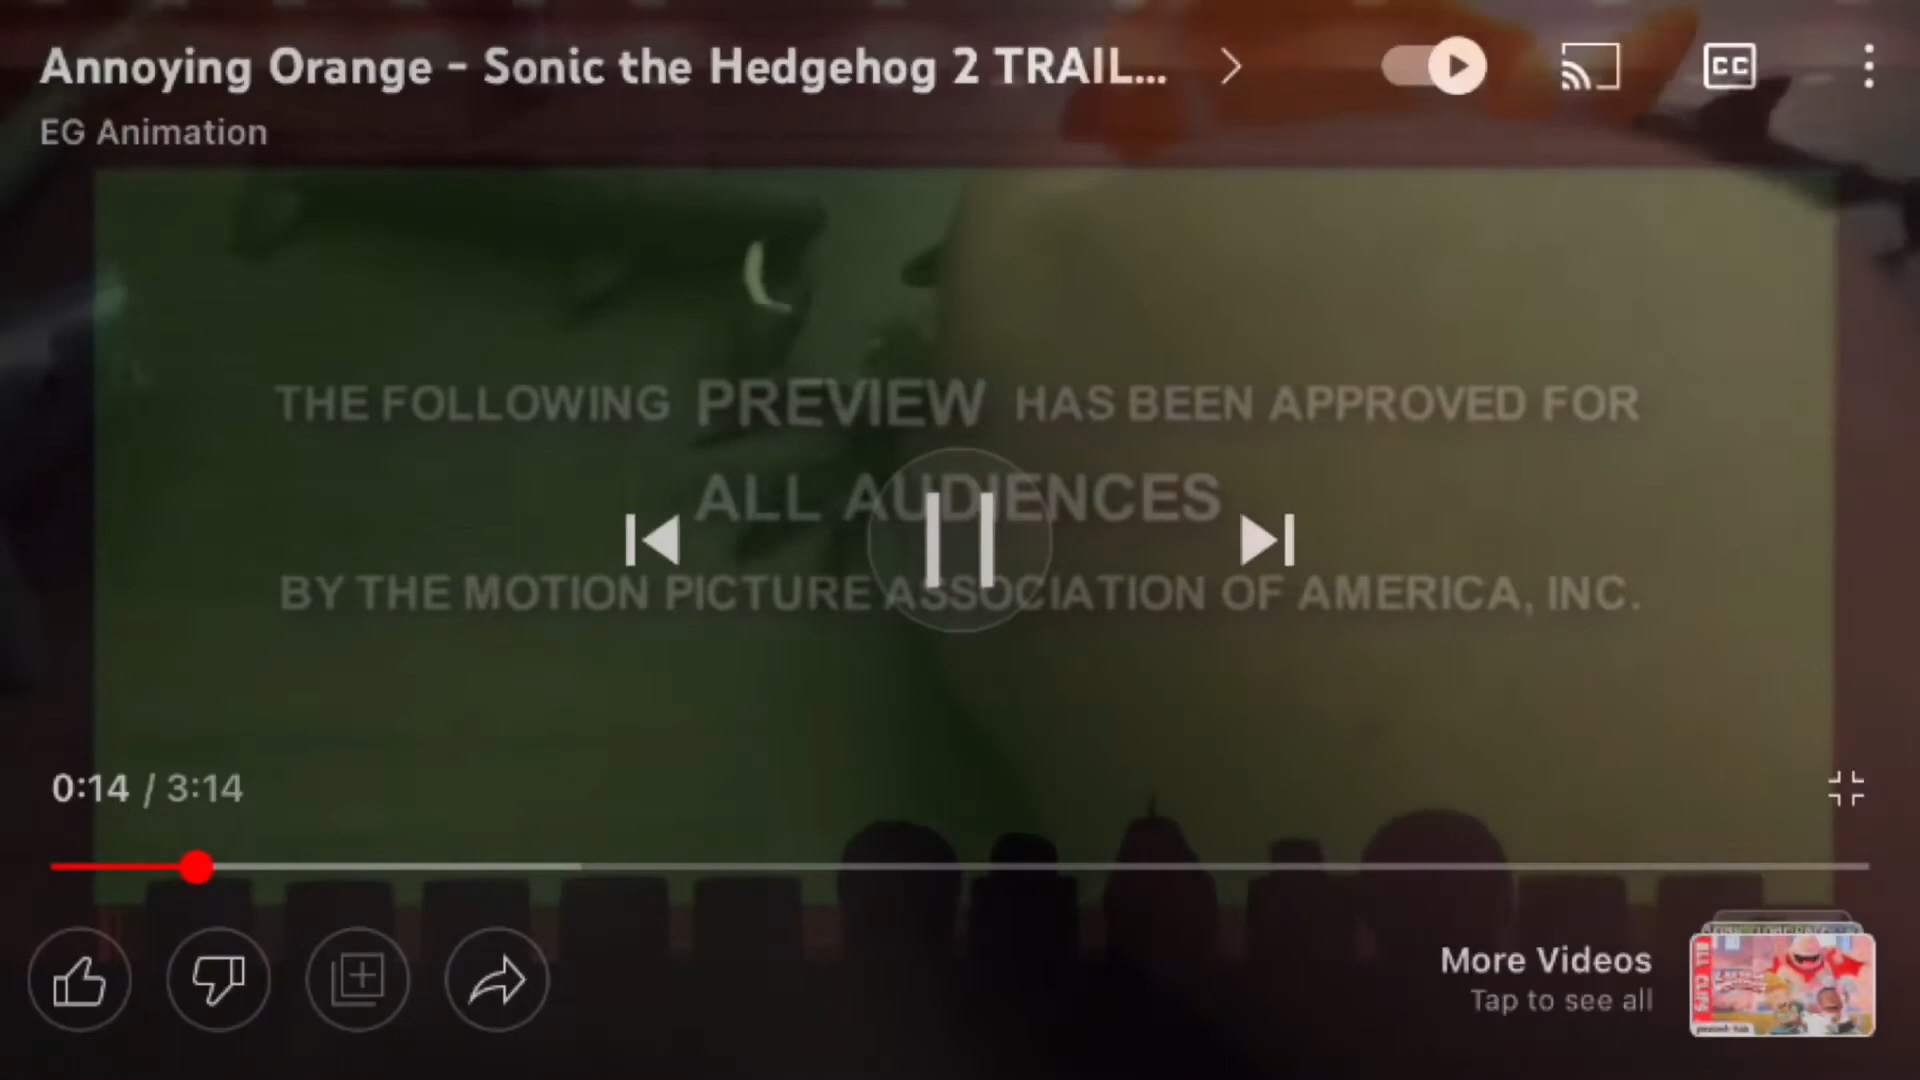 Annoying Orange - Sonic the Hedgehog 2 TRAIL...
EG Animation
CC
THE FOLLOWING PREVIEW HAS BEEN APPROVED FOR
ALL AUDIENCES
BY THE MOTION PICTURE ASSOCIATION OF AMERICA, INC.
0:14 / 3:14
More Videos
Tap to see all